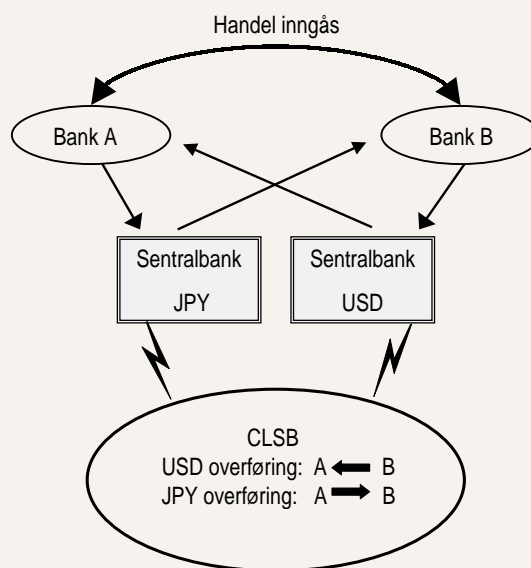 Handel inngås
Bank A
Bank B
Sentralbank
JPY
Sentralbank
USD
CLSB
USD overføring: A B
JPY overføring: A B